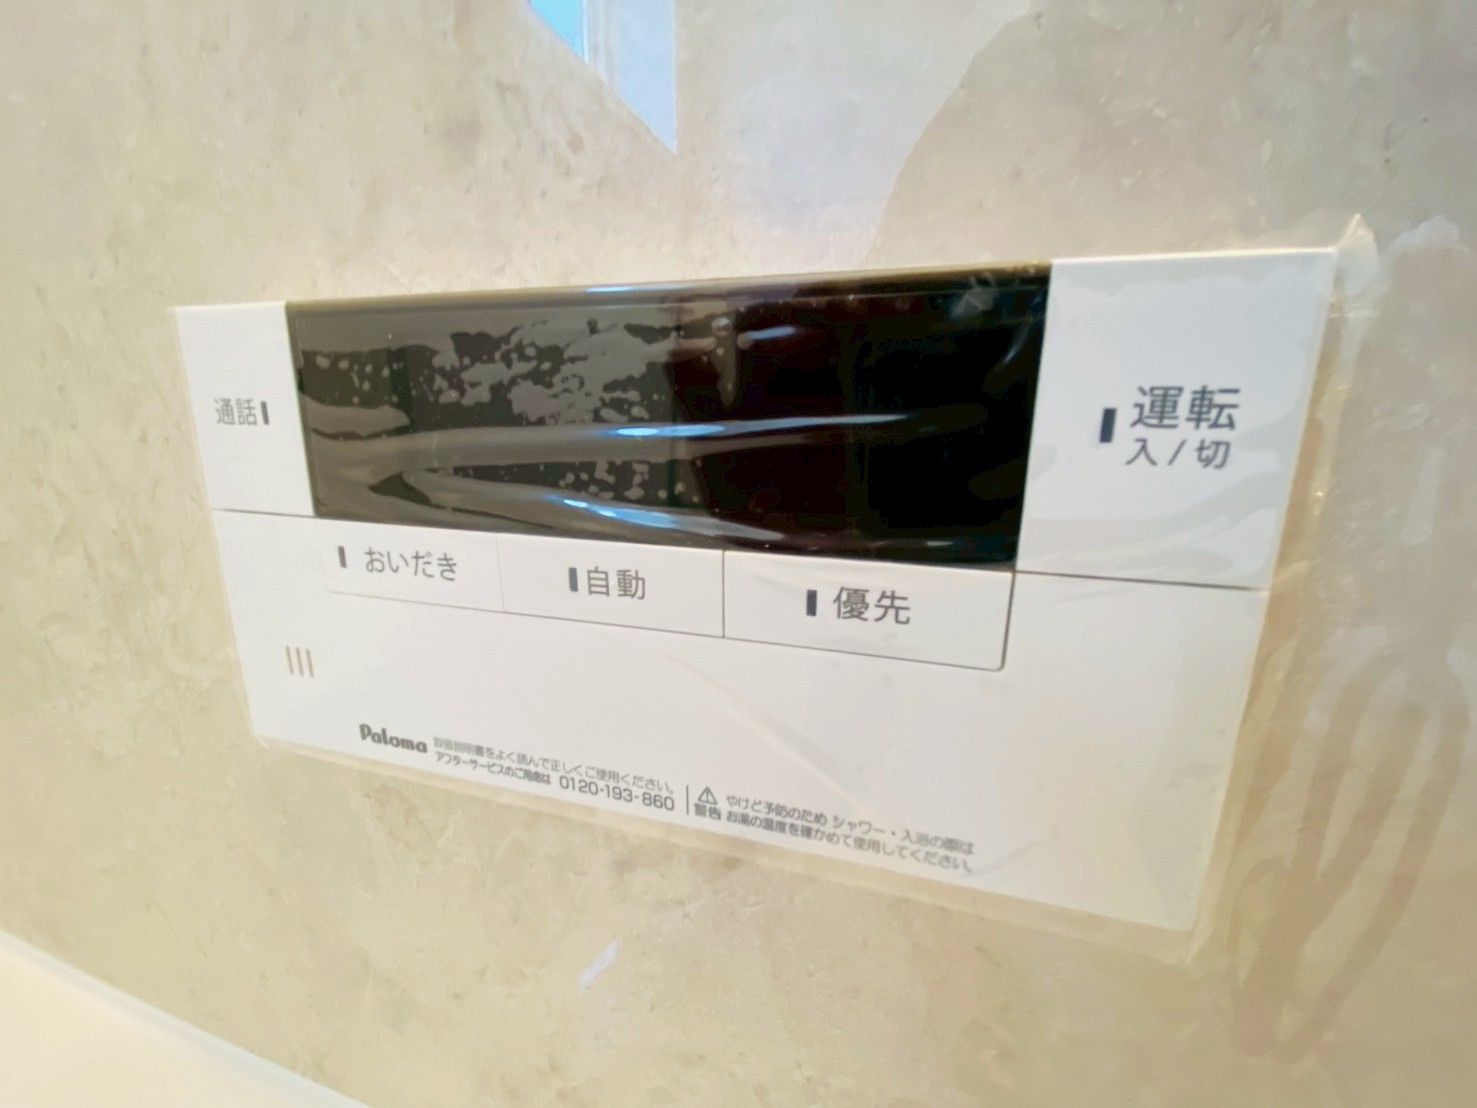 通話
運転
入/切
おいだき
自動
優先
Paloma
取扱説明書をよく読んで正しくご使用ください。
アフターサービスのご用命は 0120-193-860
警告
やけど予防のため シャワー・入浴の際は
お湯の温度を確かめて使用してください。